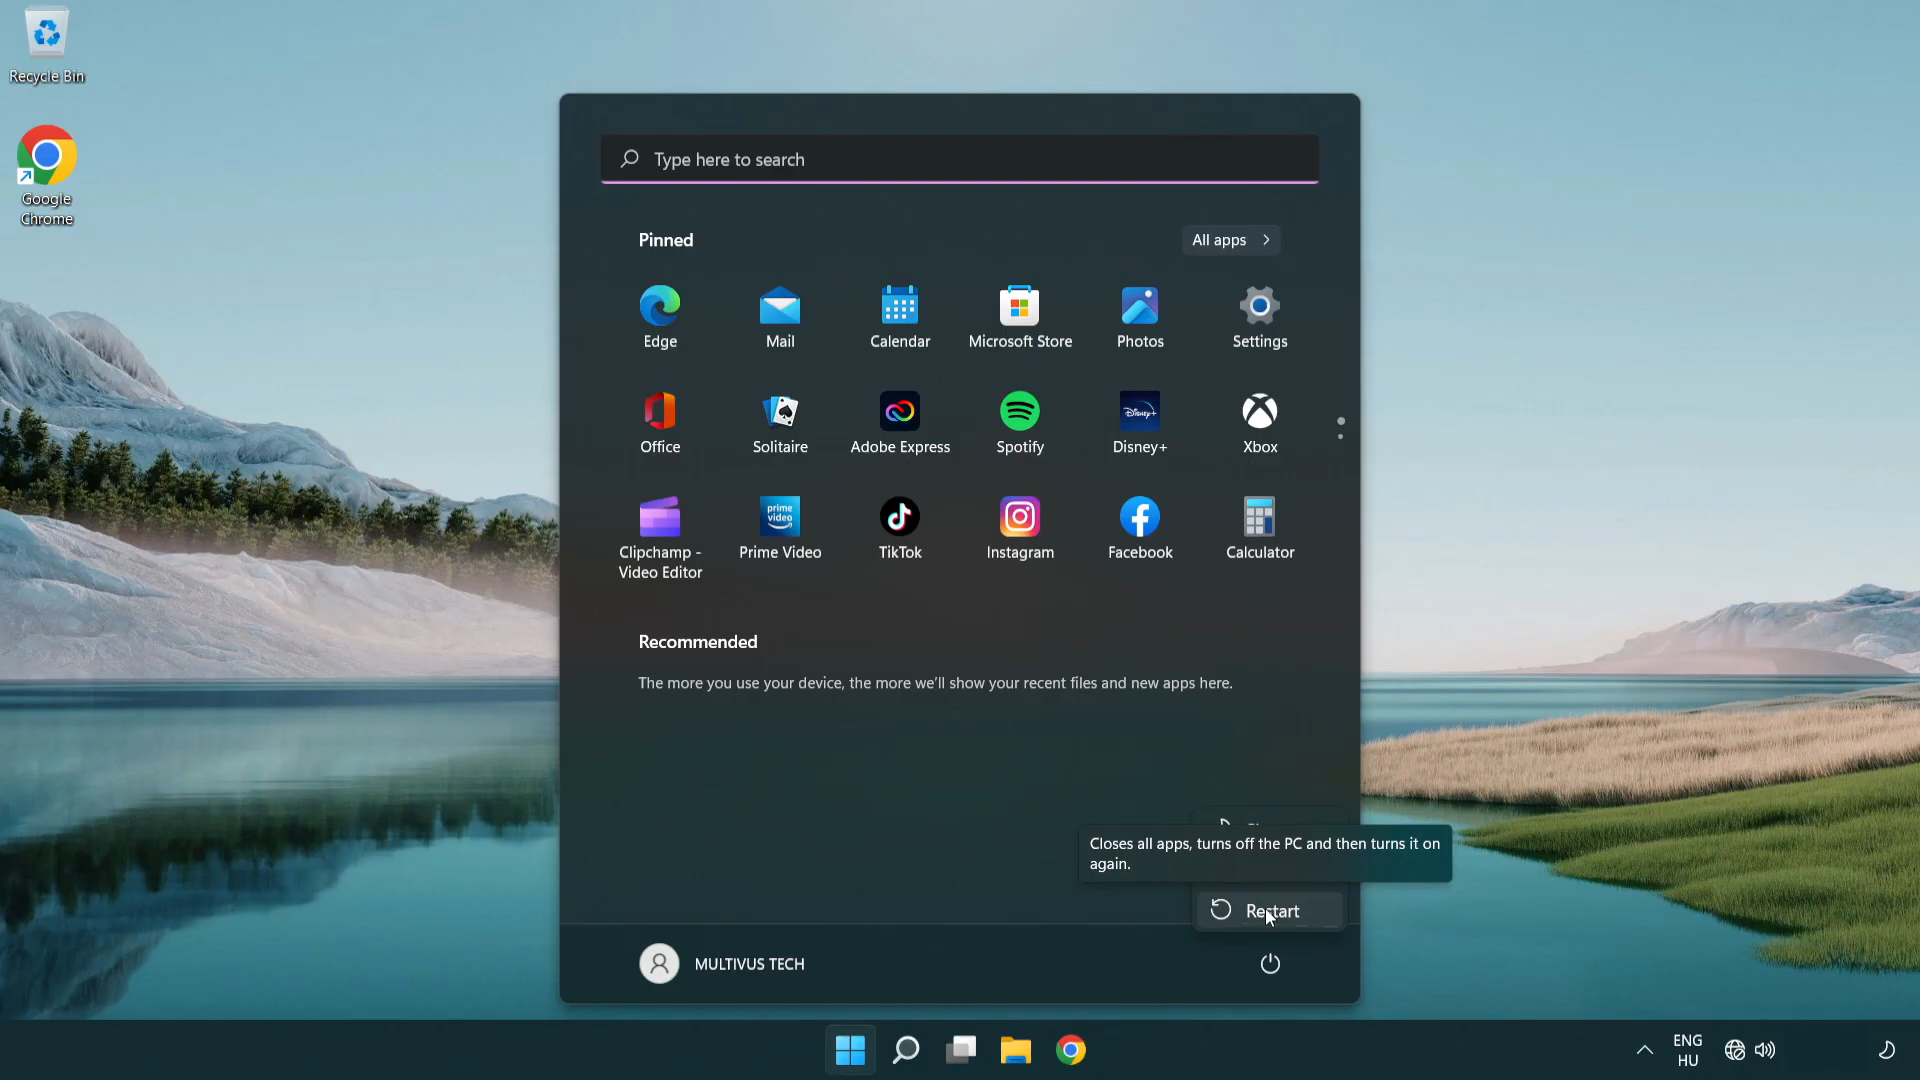 Recycle Bin
Google
Chrome
Type here to search
Pinned
All apps
Edge
Mail
Calendar
Microsoft Store
Photos
Settings
Office
Solitaire
Adobe Express
Spotify
Disney+
Disney+
Xbox
prime
video
Clipchamp -
Video Editor
Prime Video
TikTok
Instagram
Facebook
Calculator
Recommended
The more you use your device, the more we'll show your recent files and new apps here.
Closes all apps, turns off the PC and then turns it on
again.
Restart
MULTIVUS TECH
ENG
HU